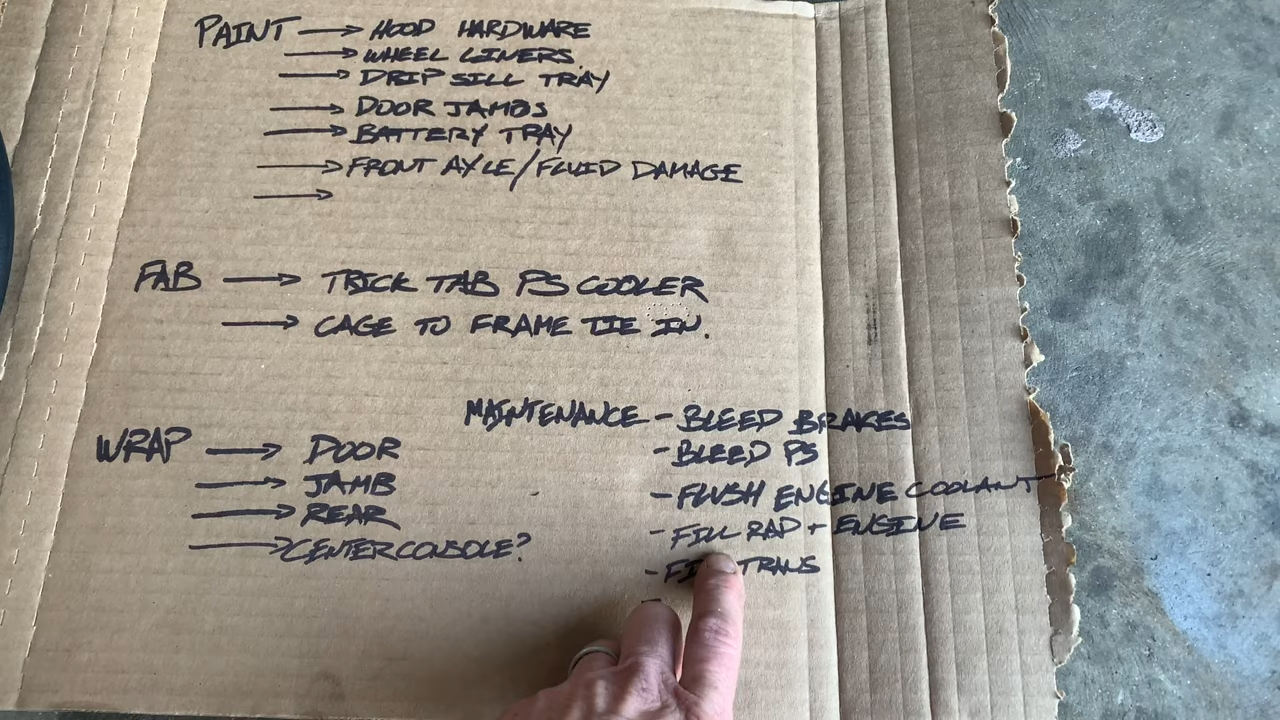 PAINT → HOOD HARDWARE
→ WHEEL LINERS
→ DRIP SILL TRAY
→ DOOR JAMBS
→ BATTERY TRAY
→ FRONT AXLE/FLUID DAMAGE
→
FAB → TRICK TAB PS COOLER
→ CAGE TO FRAME TIE IN.
WRAP → DOOR
→ JAMB
→ REAR
→ CENTER CONSOLE?
MAINTENANCE - BLEED BRAKES
- BLEED PS
- FLUSH ENGINE COOLANT
- FILL RAD + ENGINE
- TRANS